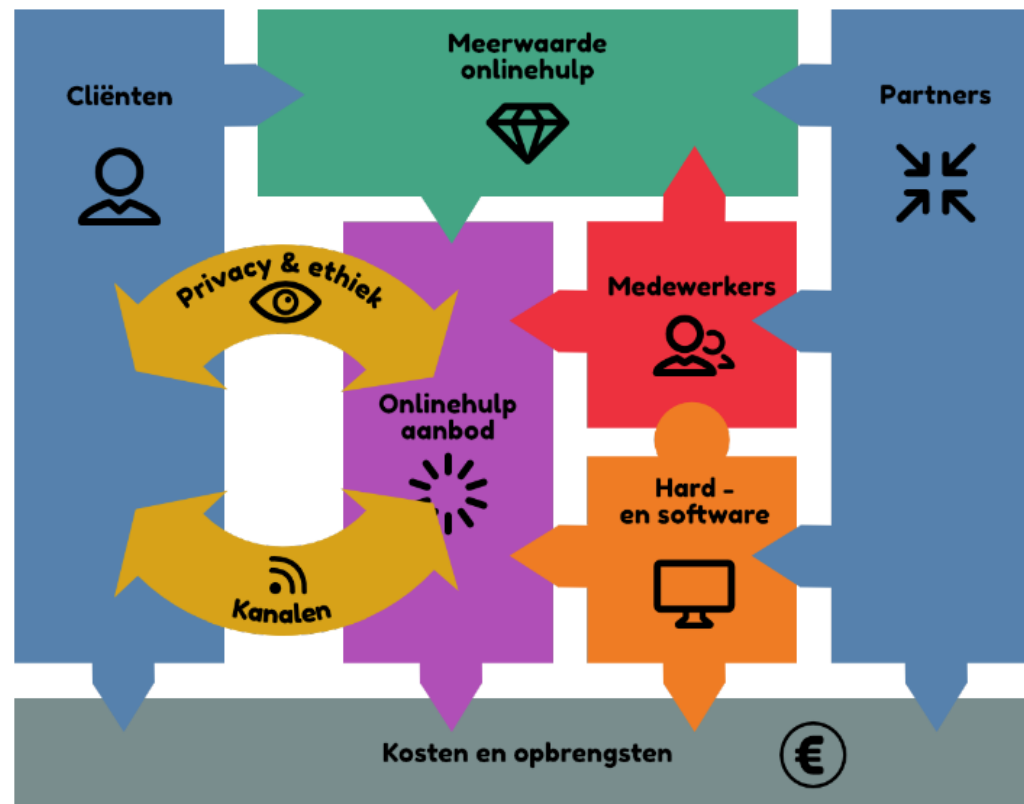 Meerwaarde
onlinehulp
Cliënten
Partners
Privacy & ethiek
Medewerkers
Onlinehulp
aanbod
Hard -
en software
Kanalen
Kosten en opbrengsten
€